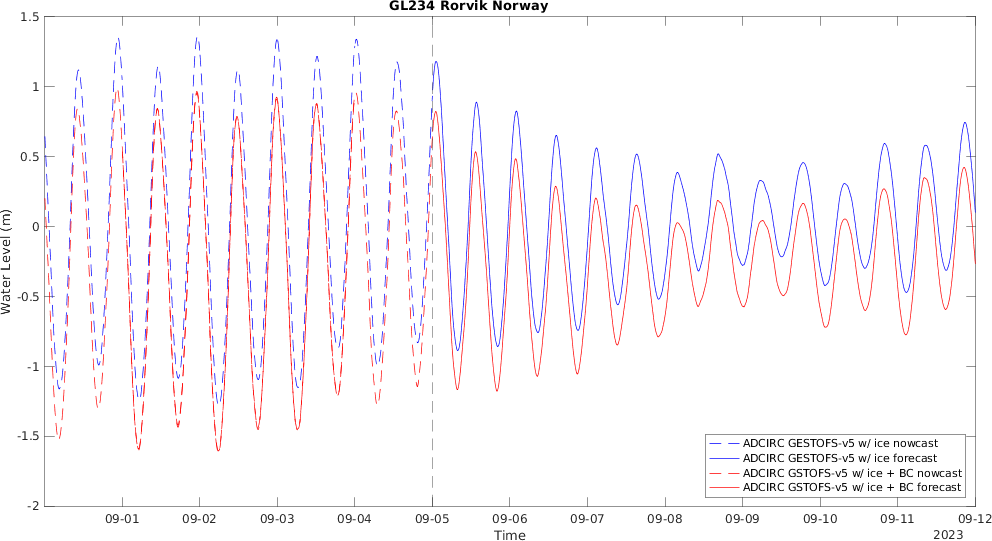 GL234 Rorvik Norway
1.5
1
0.5
0
-0.5
-1
-1.5
-2
Water Level (m)
ADCIRC GESTOFS-v5 w/ ice nowcast
ADCIRC GESTOFS-v5 w/ ice forecast
ADCIRC GSTOFS-v5 w/ ice + BC nowcast
ADCIRC GSTOFS-v5 w/ ice + BC forecast
09-01 09-02 09-03 09-04 09-05 09-06 09-07 09-08 09-09 09-10 09-11 09-12
Time
2023